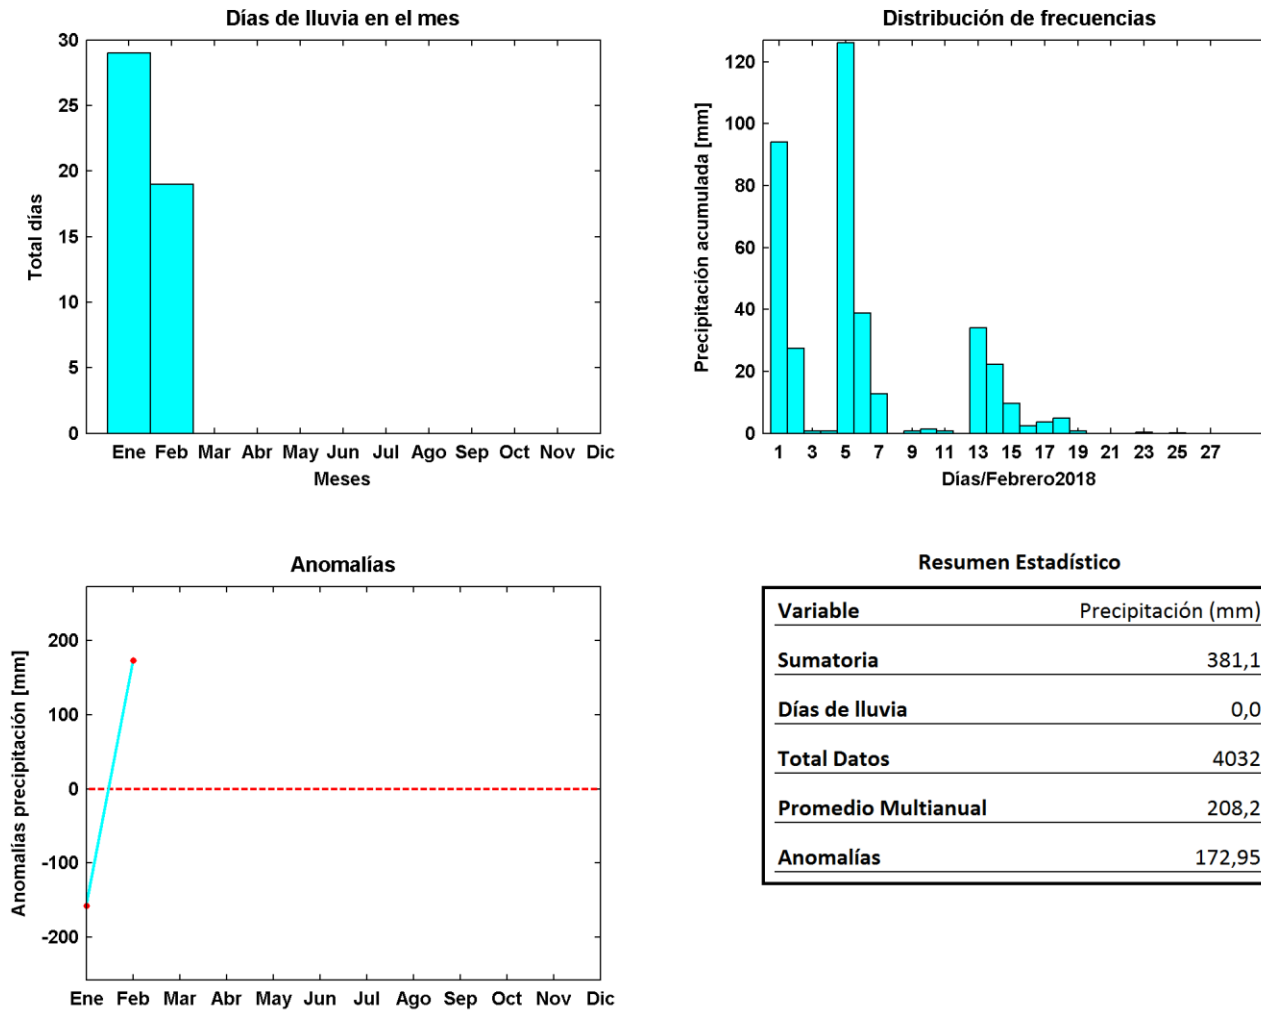 Días de lluvia en el mes
30
25
20
15
10
5
0
Total días
Ene Feb Mar Abr May Jun Jul Ago Sep Oct Nov Dic
Meses
Distribución de frecuencias
120
100
80
60
40
20
0
Precipitación acumulada [mm]
1 3 5 7 9 11 13 15 17 19 21 23 25 27
Días/Febrero2018
Anomalías
200
100
0
-100
-200
Anomalías precipitación [mm]
Ene Feb Mar Abr May Jun Jul Ago Sep Oct Nov Dic
Resumen Estadístico
Variable Precipitación (mm)
Sumatoria 381,1
Días de lluvia 0,0
Total Datos 4032
Promedio Multianual 208,2
Anomalías 172,95